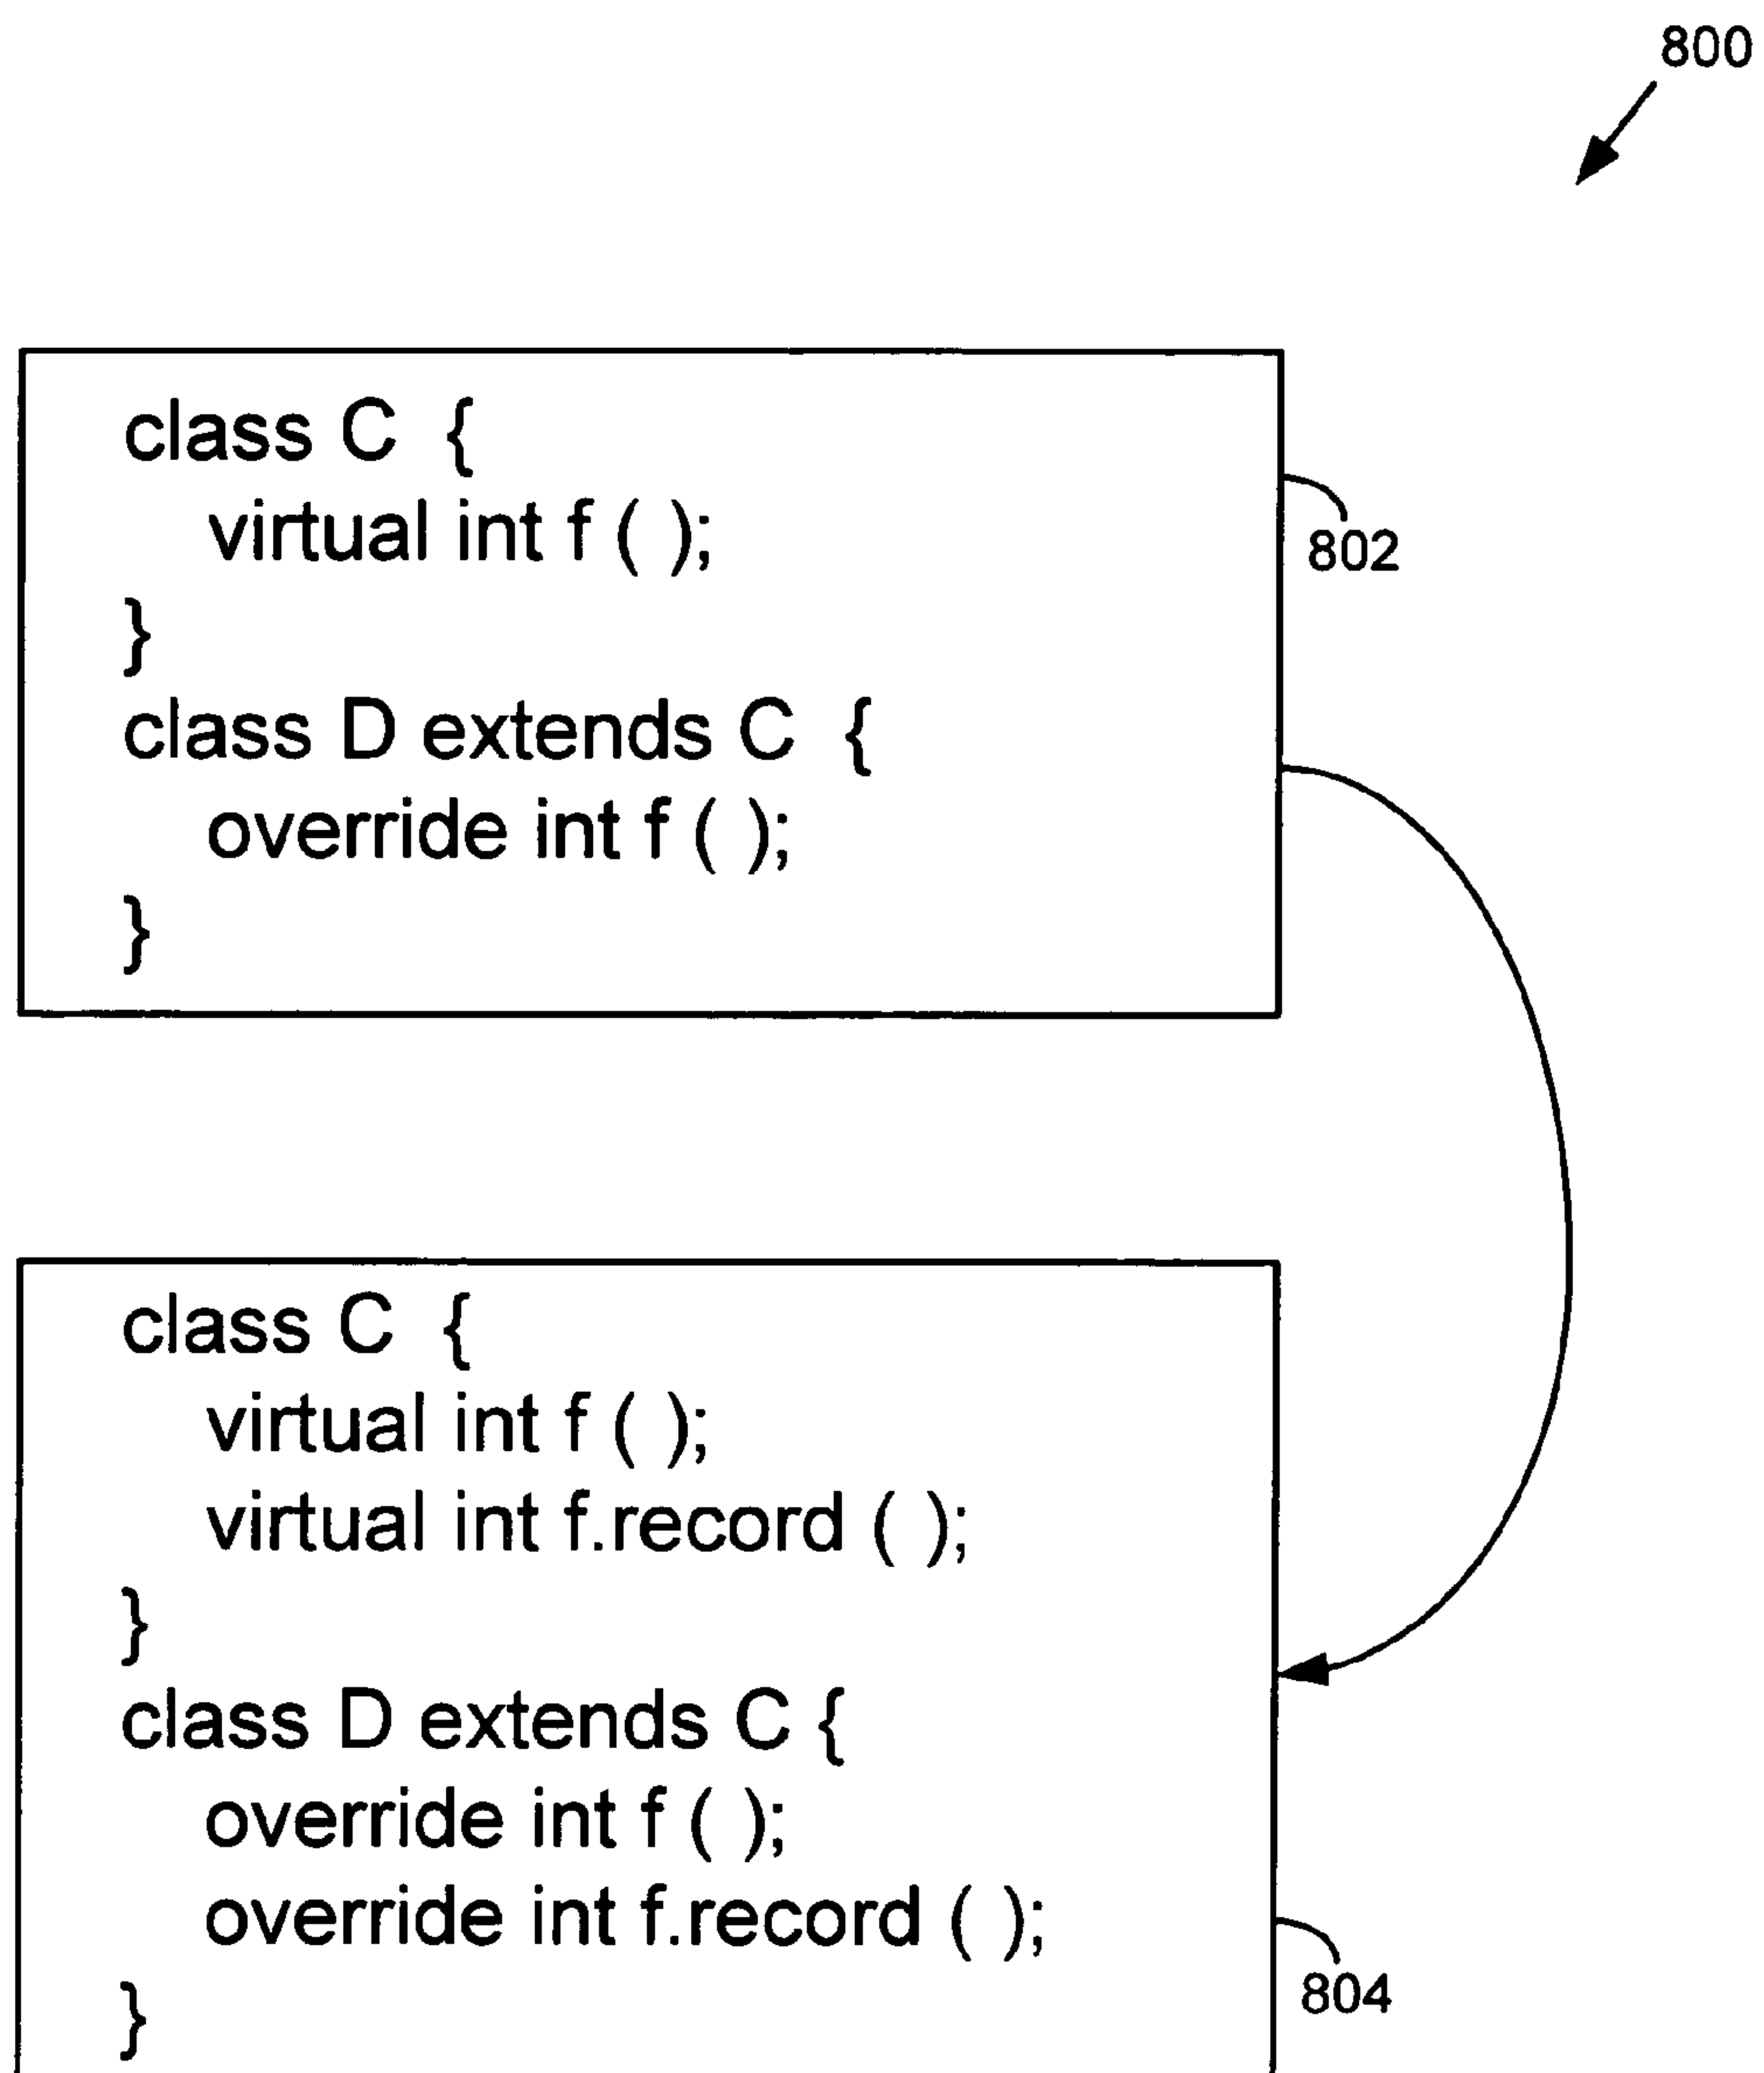 800
class C {
virtual int f ( );
}
class D extends C {
override int f ( );
}
802
class C {
virtual int f ( );
virtual int f.record ( );
}
class D extends C {
override int f ( );
override int f.record ( );
}
804